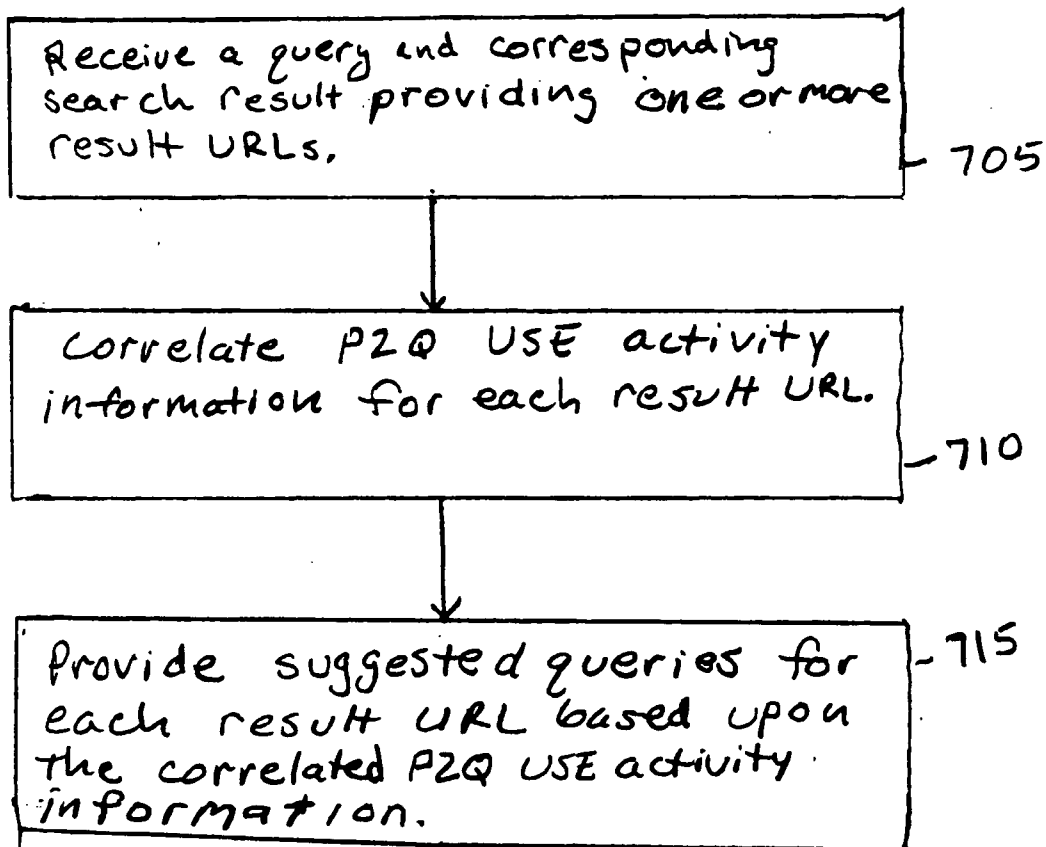 Receive a query and corresponding
search result providing one or more
result URLs.
705
Correlate P2Q USE activity
information for each result URL.
710
Provide suggested queries for
each result URL based upon
the correlated P2Q USE activity
information.
715